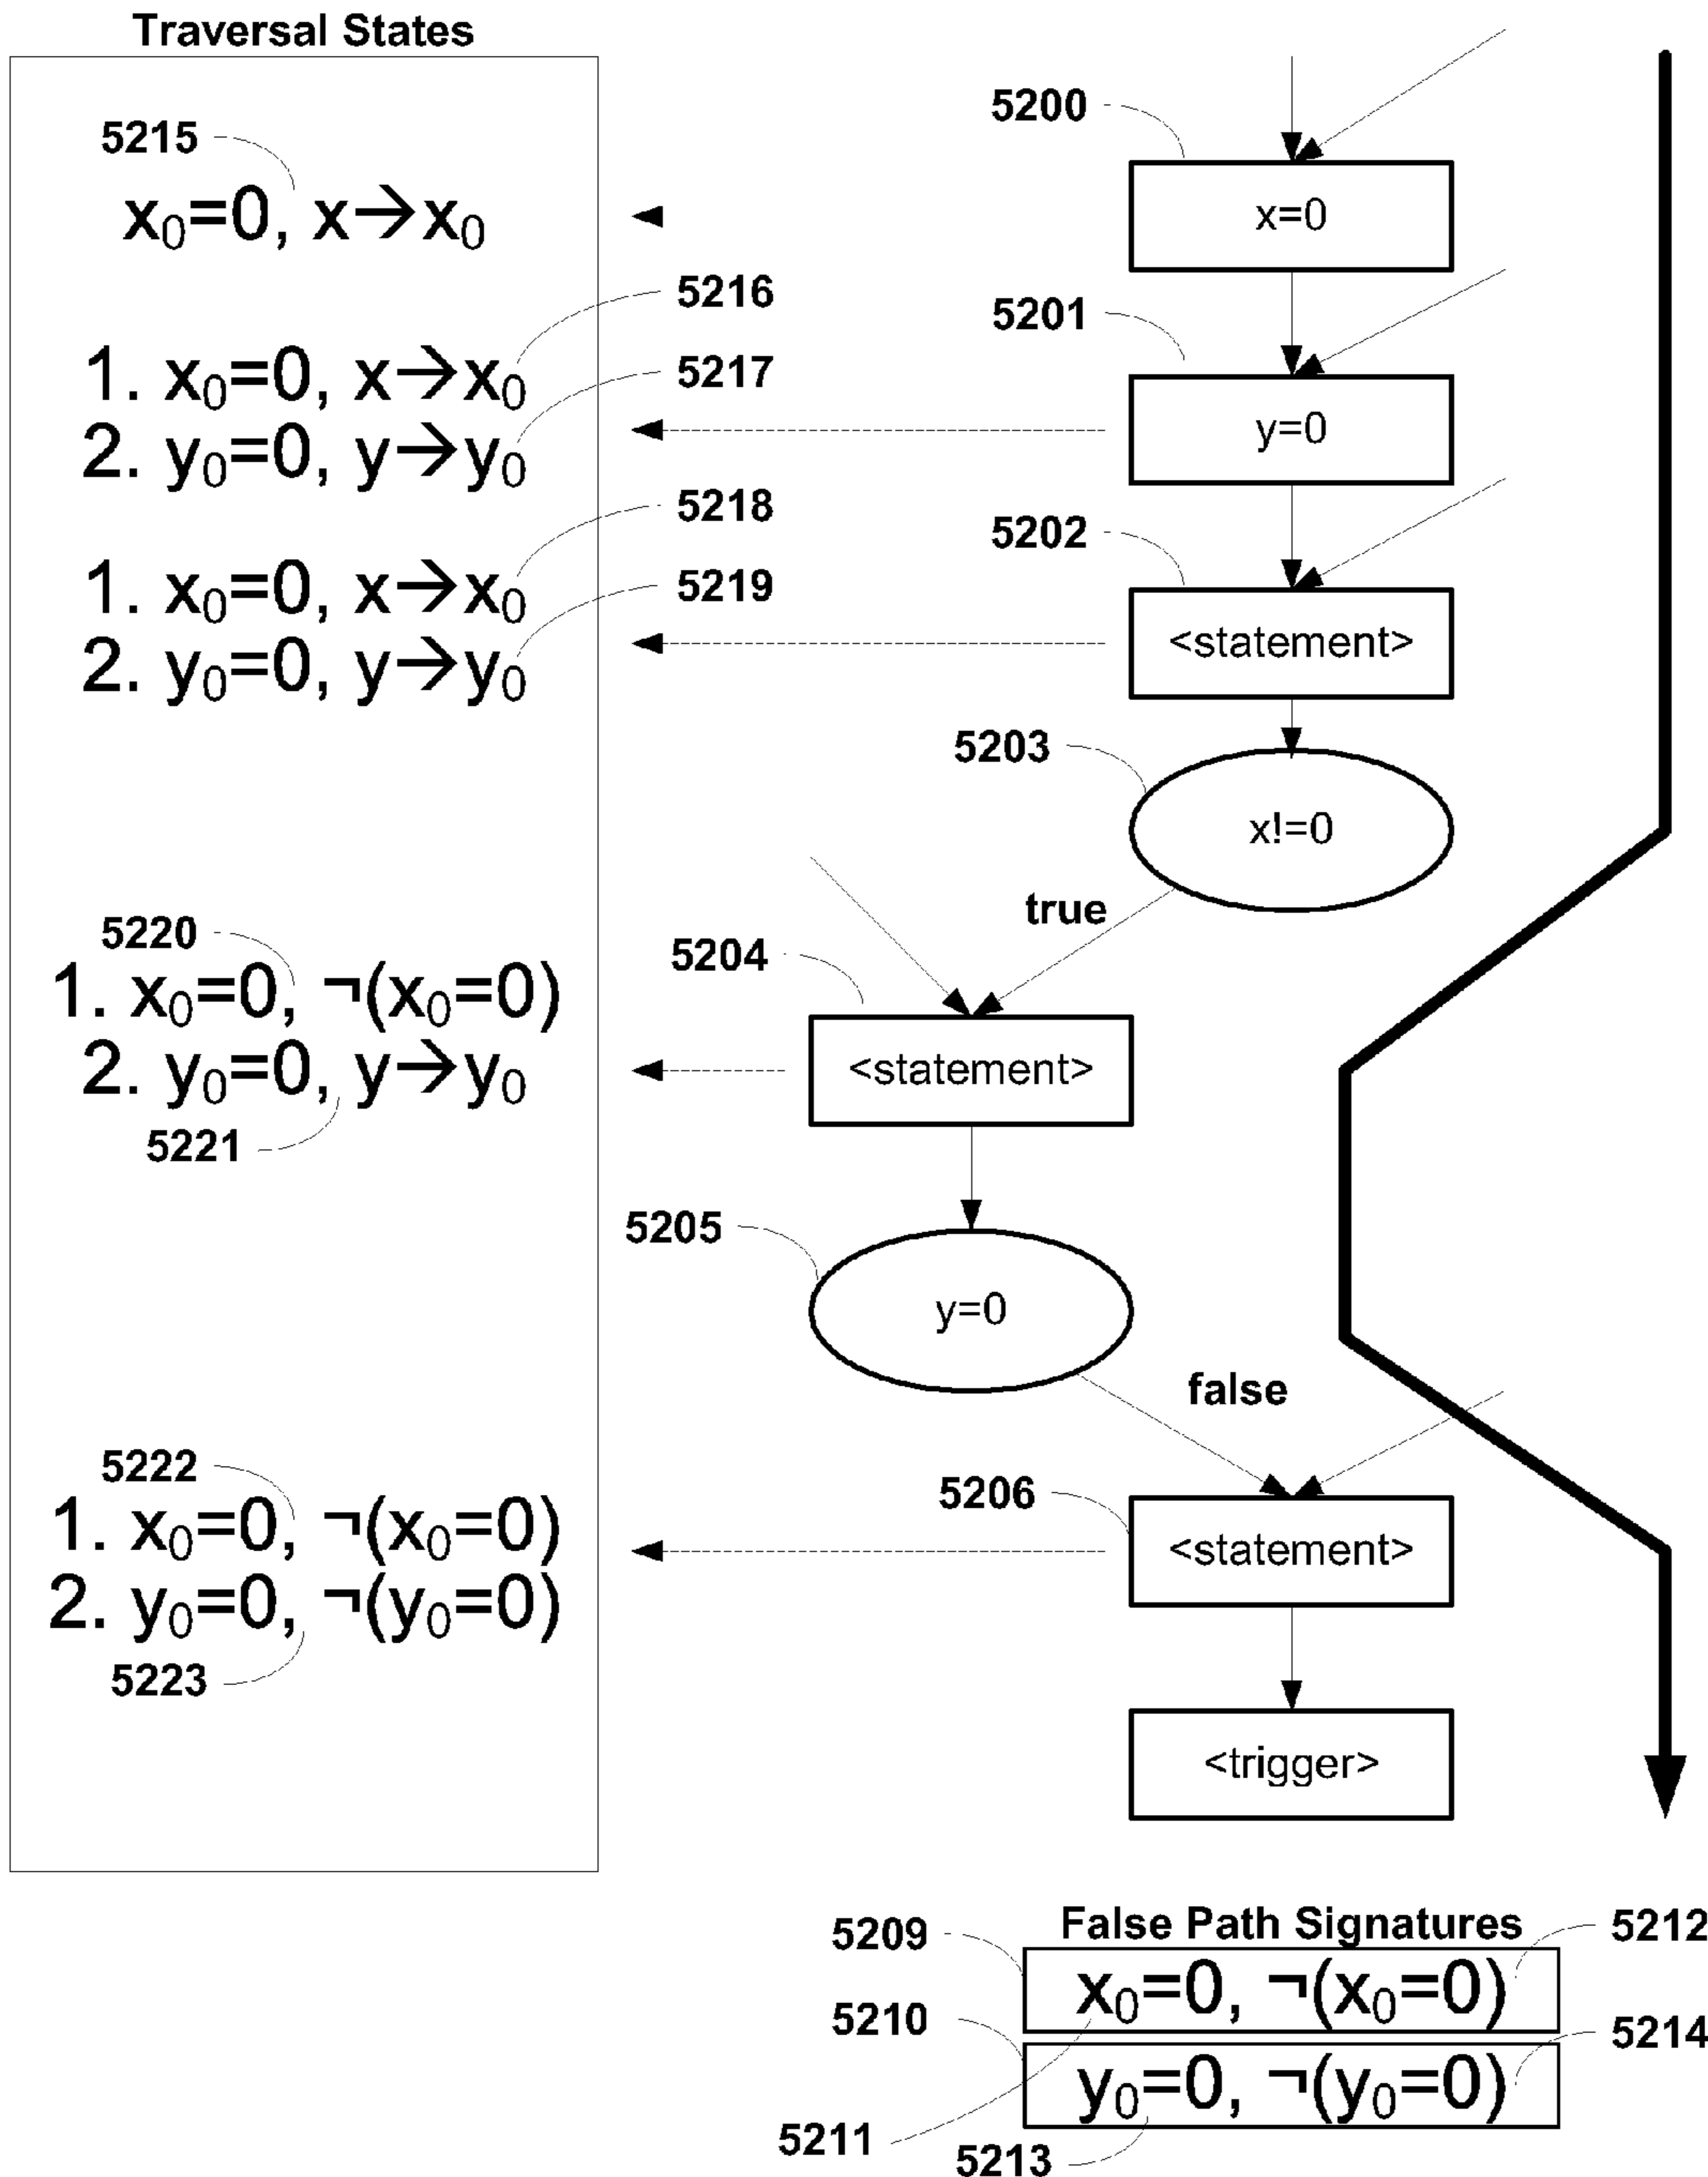 Traversal States
5200
5215
x=0
x₀=0, x→x₀
5216
5201
1. x₀=0, x→x₀
5217
y=0
2. y₀=0, y→y₀
5218
5202
1. x₀=0, x→x₀
5219
<statement>
2. y₀=0, y→y₀
5203
x!=0
true
5220
5204
1. x₀=0, ¬(x₀=0)
<statement>
2. y₀=0, y→y₀
5221
5205
y=0
false
5222
5206
1. x₀=0, ¬(x₀=0)
<statement>
2. y₀=0, ¬(y₀=0)
5223
<trigger>
False Path Signatures
5209
5212
x₀=0, ¬(x₀=0)
5210
5214
y₀=0, ¬(y₀=0)
5211
5213